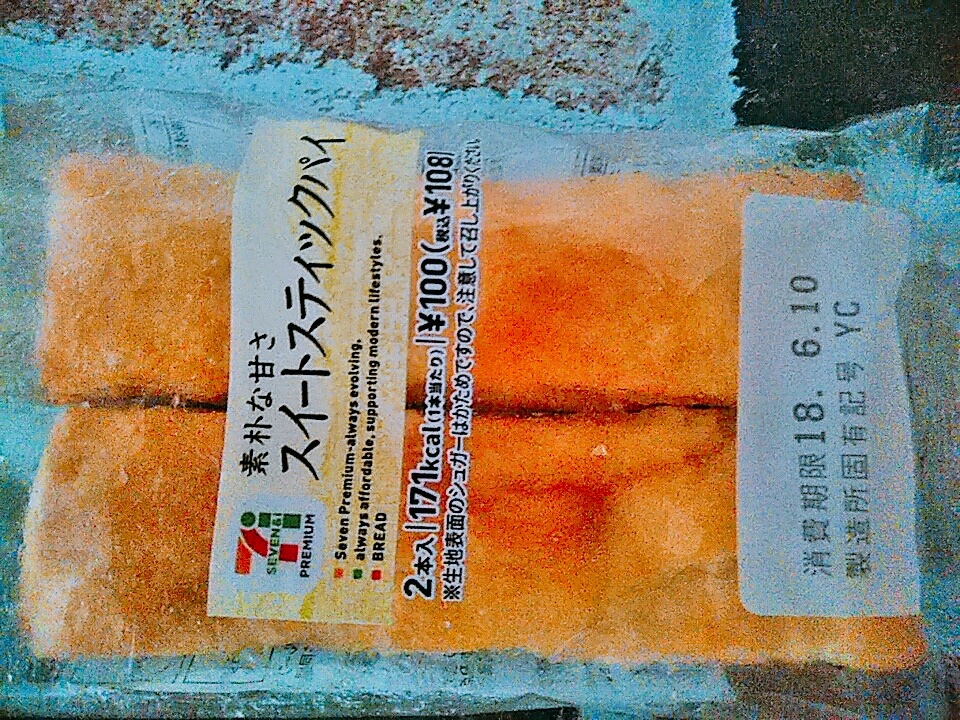 素朴な甘さ
スイートスティックパイ
7i
SEVEN&i
PREMIUM
Seven Premium-always evolving,
always affordable, supporting modern lifestyles.
BREAD
2本入|171kcal(1本当たり)|¥100(税込¥108)
※生地表面のシュガーはかためですので、注意して召し上がりください
消費期限18. 6.10
製造所固有記号 YC